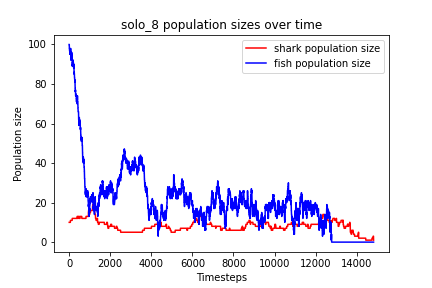 solo_8 population sizes over time
shark population size
fish population size
Population size
100
80
60
40
20
0
0
2000
4000
6000
8000
10000
12000
14000
Timesteps